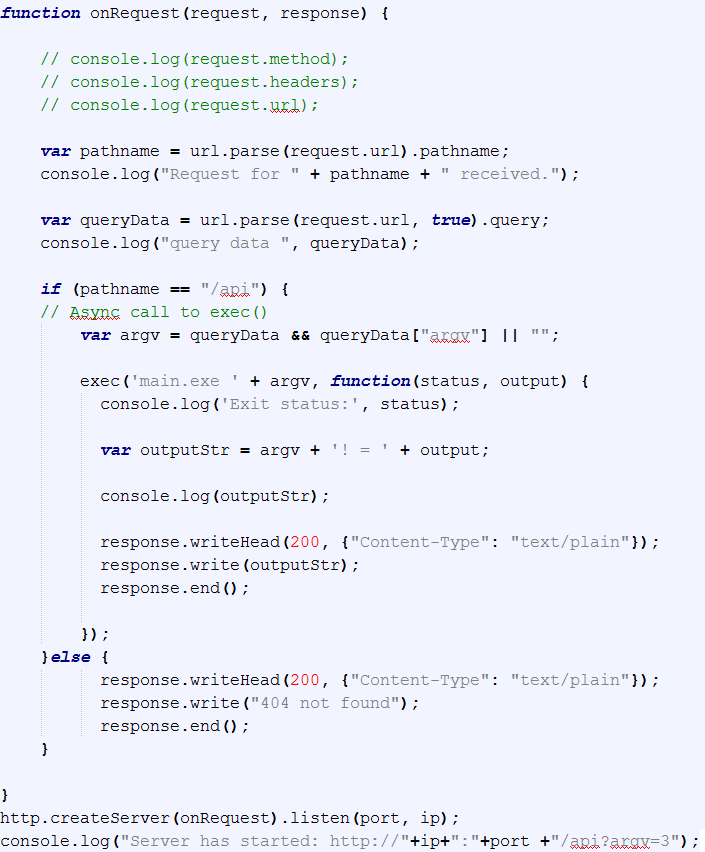 function onRequest(request, response) {
// console.log(request.method);
// console.log(request.headers);
// console.log(request.url);
var pathname = url.parse(request.url).pathname;
console.log("Request for " + pathname + " received.");
var queryData = url.parse(request.url, true).query;
console.log("query data ", queryData);
if (pathname == "/api") {
// Async call to exec()
var argv = queryData && queryData["argv"] || "";
exec('main.exe ' + argv, function(status, output) {
console.log('Exit status:', status);
var outputStr = argv + '! = ' + output;
console.log(outputStr);
response.writeHead(200, {"Content-Type": "text/plain"});
response.write(outputStr);
response.end();
});
}else {
response.writeHead(200, {"Content-Type": "text/plain"});
response.write("404 not found");
response.end();
}
}
http.createServer(onRequest).listen(port, ip);
console.log("Server has started: http://"+ip+":"+port +"/api?argv=3");